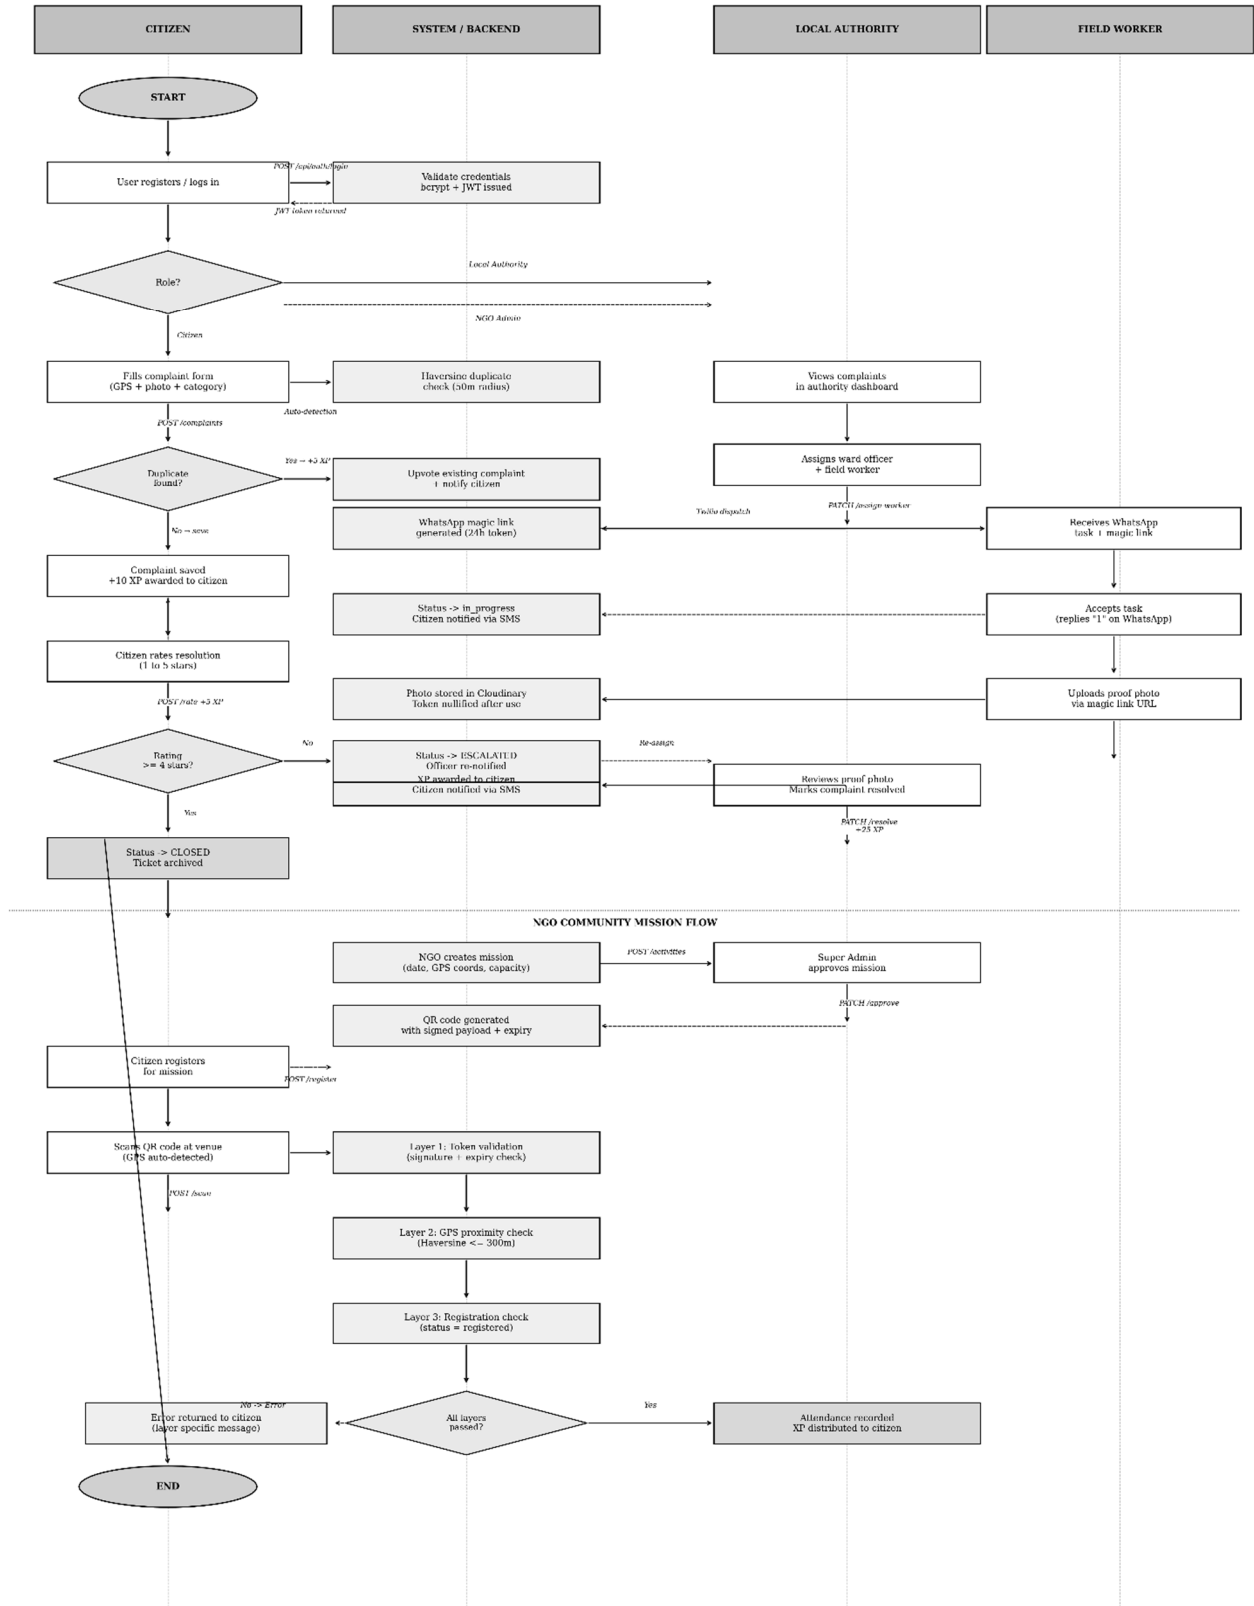 CITIZEN
SYSTEM / BACKEND
LOCAL AUTHORITY
FIELD WORKER
START
User registers / logs in
POST /api/auth/login
JWT token returned
Validate credentials
bcrypt + JWT issued
Role?
Local Authority
NGO Admin
Citizen
Fills complaint form
(GPS + photo + category)
Auto-detection
Haversine duplicate
check (50m radius)
Views complaints
in authority dashboard
POST /complaints
Duplicate
found?
Yes → +5 XP
Upvote existing complaint
+ notify citizen
Assigns ward officer
+ field worker
PATCH /assign-worker
WhatsApp magic link
generated (24h token)
Twilio dispatch
Receives WhatsApp
task + magic link
No → save
Complaint saved
+10 XP awarded to citizen
Status -> in_progress
Citizen notified via SMS
Accepts task
(replies "1" on WhatsApp)
Citizen rates resolution
(1 to 5 stars)
POST /rate +5 XP
Photo stored in Cloudinary
Token nullified after use
Uploads proof photo
via magic link URL
Rating
>= 4 stars?
No
Status -> ESCALATED
Officer re-notified
XP awarded to citizen
Citizen notified via SMS
Re-assign
Reviews proof photo
Marks complaint resolved
PATCH /resolve
+25 XP
Yes
Status -> CLOSED
Ticket archived
NGO COMMUNITY MISSION FLOW
NGO creates mission
(date, GPS coords, capacity)
POST /activities
Super Admin
approves mission
PATCH /approve
QR code generated
with signed payload + expiry
Citizen registers
for mission
POST /register
Scans QR code at venue
(GPS auto-detected)
POST /scan
Layer 1: Token validation
(signature + expiry check)
Layer 2: GPS proximity check
(Haversine <= 300m)
Layer 3: Registration check
(status = registered)
No -> Error
Error returned to citizen
(layer specific message)
All layers
passed?
Yes
Attendance recorded
XP distributed to citizen
END